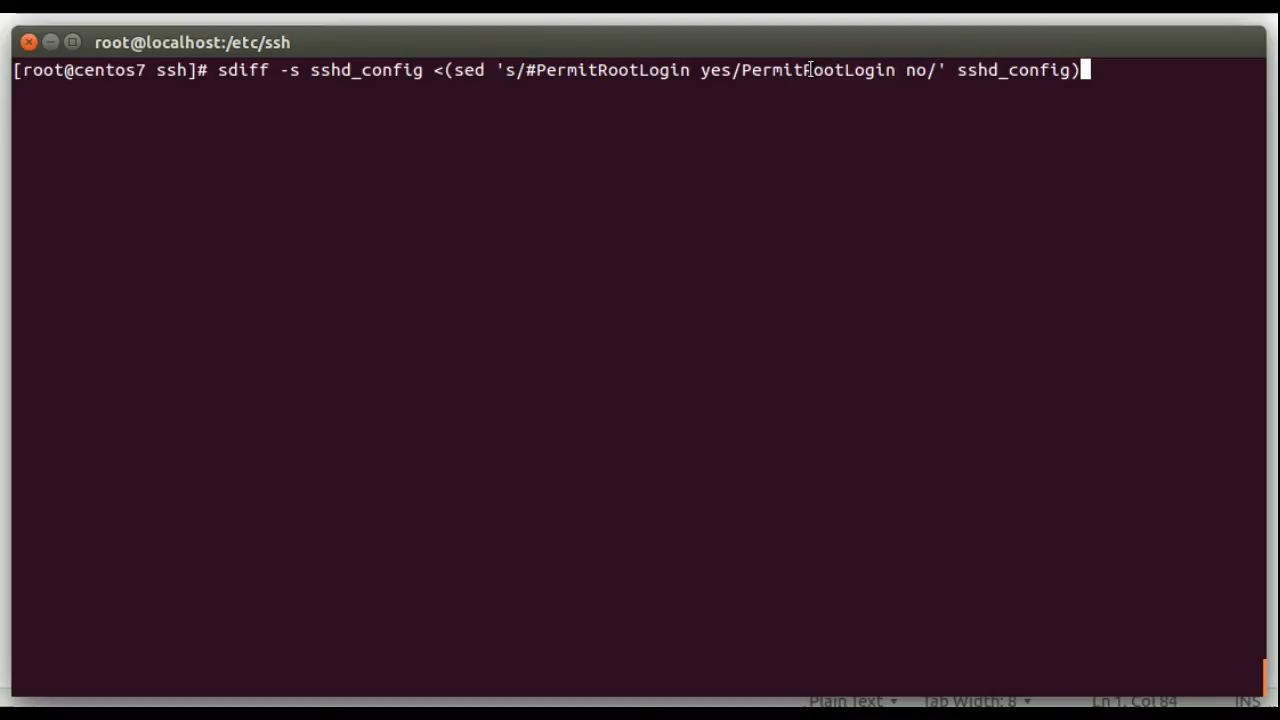 root@localhost:/etc/ssh
[root@centos7 ssh]# sdiff -s sshd_config <(sed 's/#PermitRootLogin yes/PermitRootLogin no/' sshd_config)
Plain Text Tab Width: 8 Ln 1, Col 84 INS